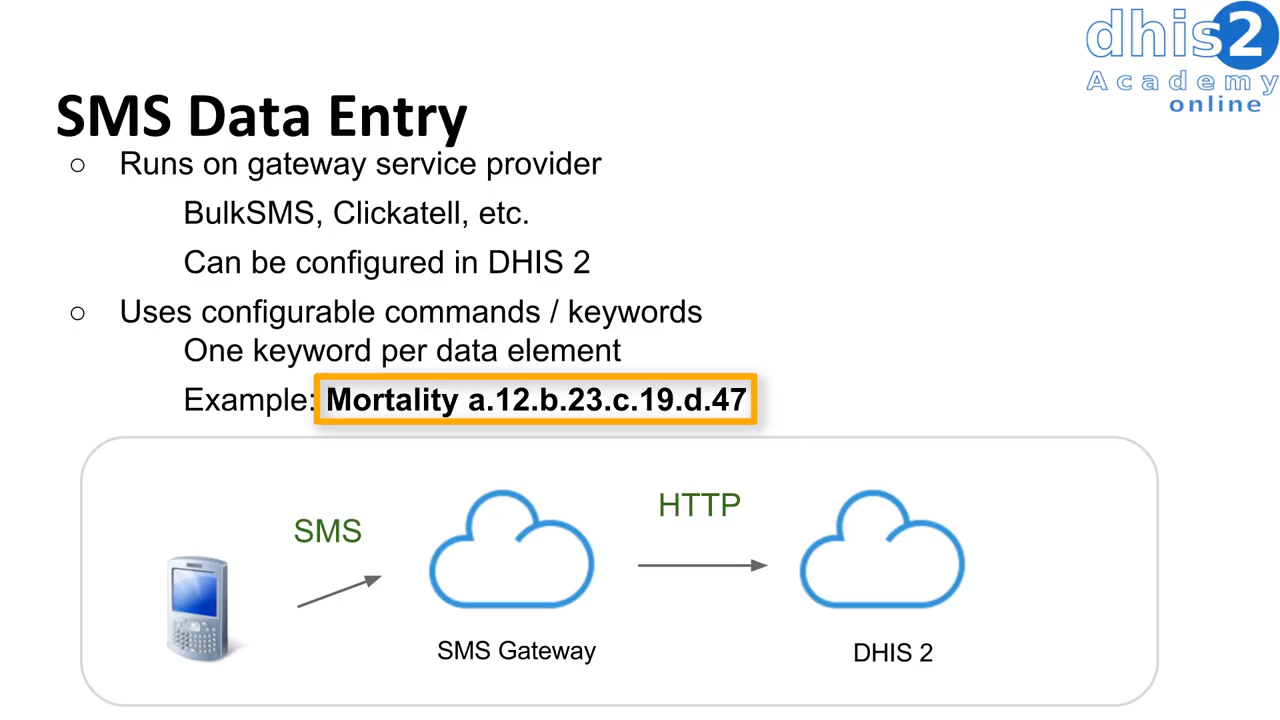 dhis2
Academy
online
SMS Data Entry
○ Runs on gateway service provider
BulkSMS, Clickatell, etc.
Can be configured in DHIS 2
○ Uses configurable commands / keywords
One keyword per data element
Example: Mortality a.12.b.23.c.19.d.47
SMS
HTTP
SMS Gateway
DHIS 2